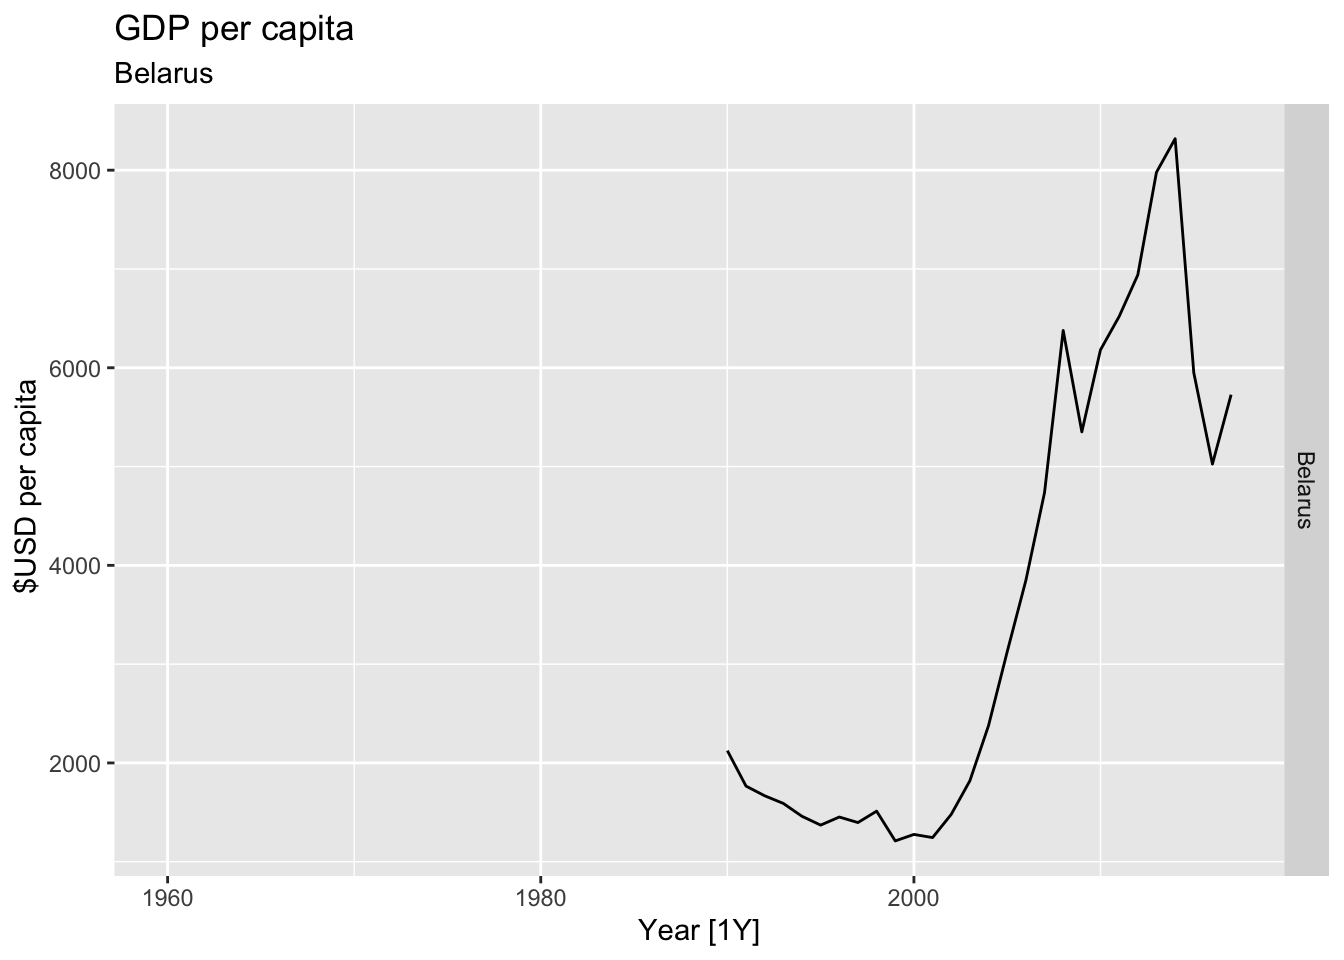 GDP per capita
Belarus
8000
6000
4000
2000
$USD per capita
Belarus
1960
1980
2000
Year [1Y]